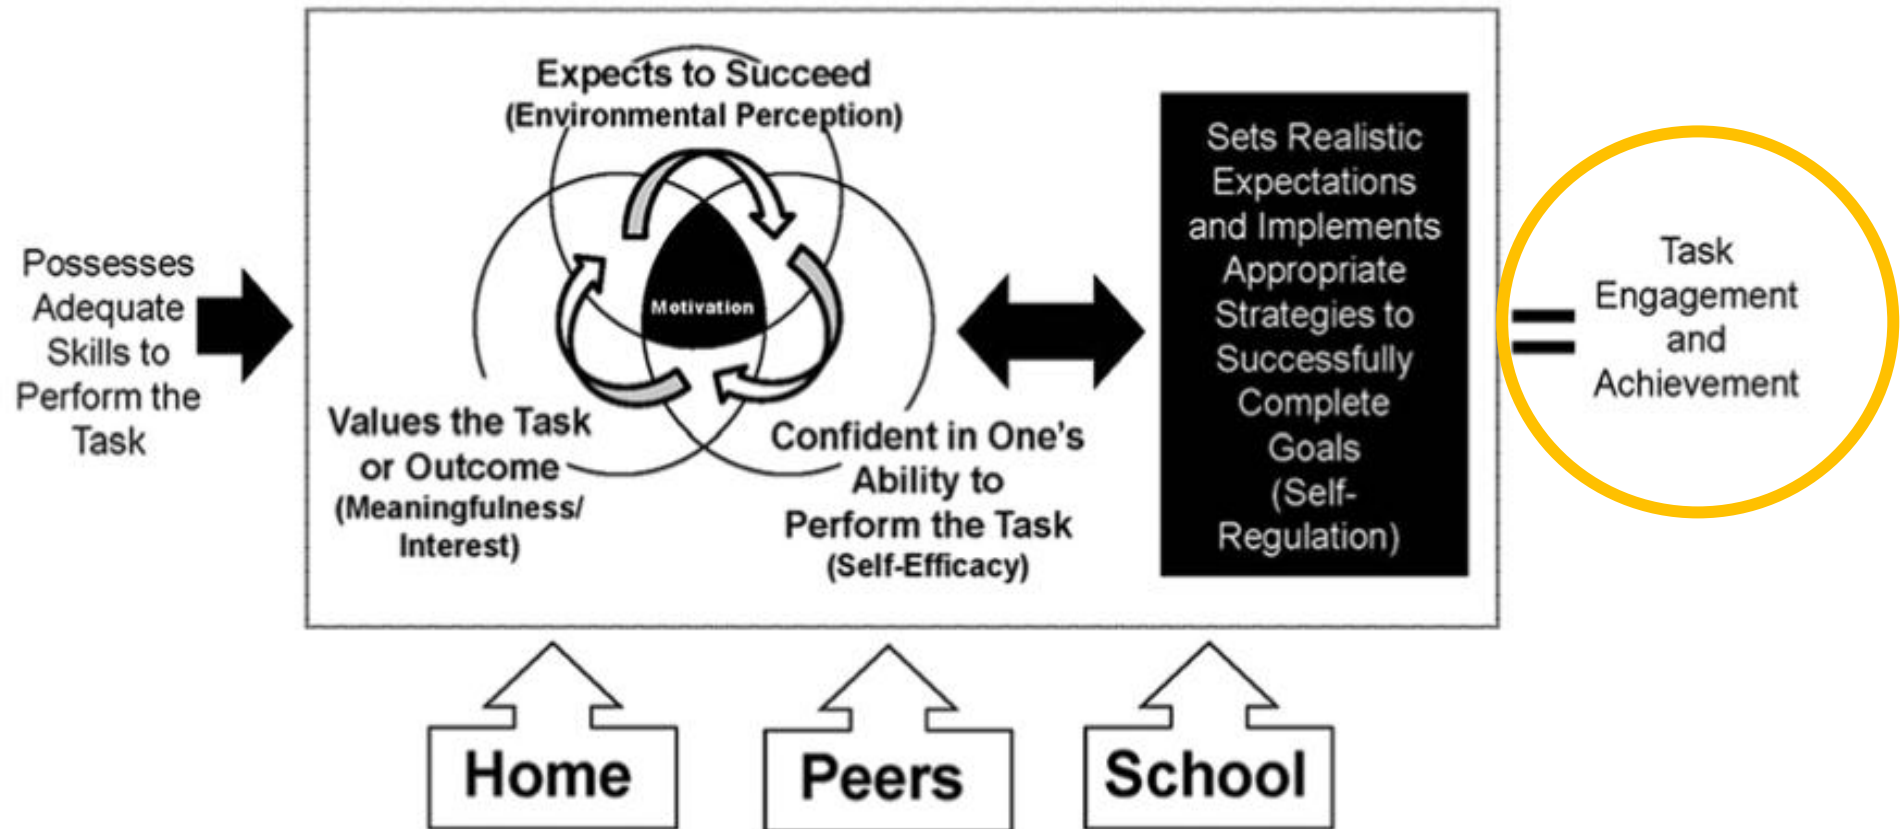 Possesses
Adequate
Skills to
Perform the
Task
Expects to Succeed
(Environmental Perception)
Motivation
Values the Task
or Outcome
(Meaningfulness/
Interest)
Confident in One's
Ability to
Perform the Task
(Self-Efficacy)
Sets Realistic
Expectations
and Implements
Appropriate
Strategies to
Successfully
Complete
Goals
(Self-
Regulation)
=
Task
Engagement
and
Achievement
Home
Peers
School